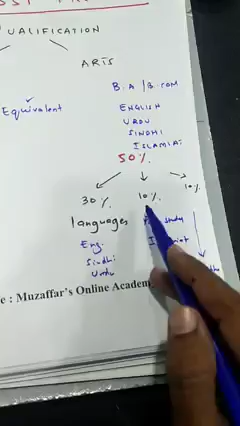 UALIFICATION
ARTS
Equivalent
B.A / B.COM
ENGLISH
URDU
SINDHI
ISLAMIAT
50%
30% 10% 10%
languages study
Eng.
Sindhi
Urdu
e : Muzaffar's Online Academ